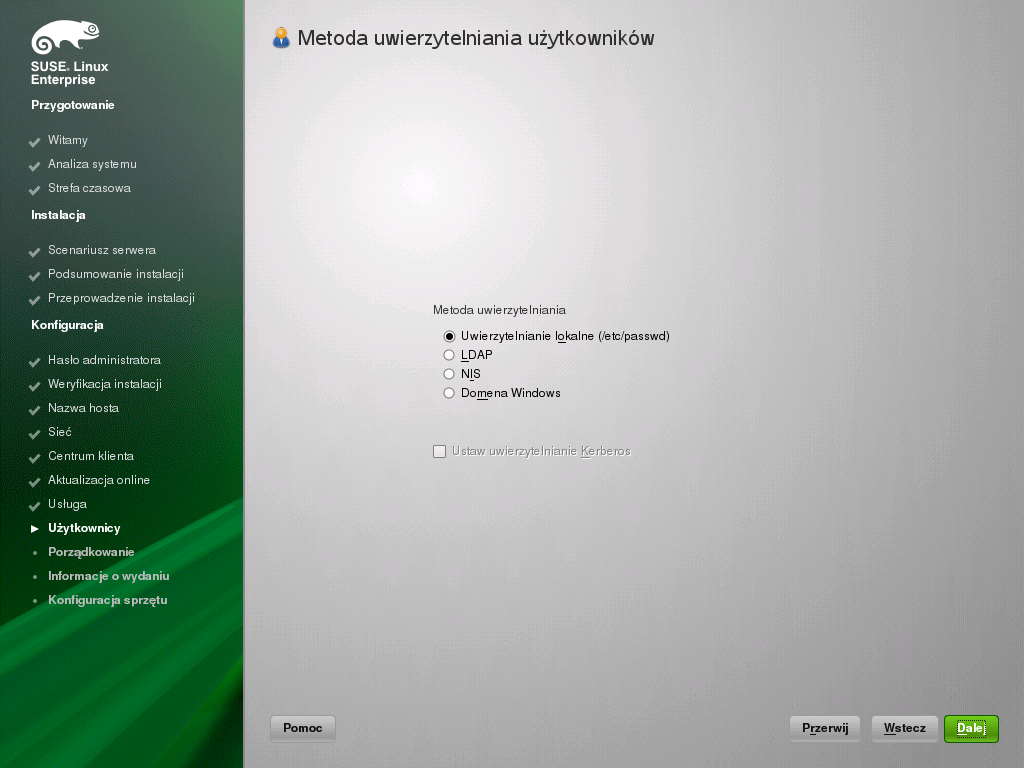 SUSE® Linux
Enterprise
Przygotowanie
Witamy
Analiza systemu
Strefa czasowa
Instalacja
Scenariusz serwera
Podsumowanie instalacji
Przeprowadzenie instalacji
Konfiguracja
Hasło administratora
Weryfikacja instalacji
Nazwa hosta
Sieć
Centrum klienta
Aktualizacja online
Usługa
Użytkownicy
Porządkowanie
Informacje o wydaniu
Konfiguracja sprzętu
Metoda uwierzytelniania użytkowników
Metoda uwierzytelniania
Uwierzytelnianie lokalne (/etc/passwd)
LDAP
NIS
Domena Windows
Ustaw uwierzytelnianie Kerberos
Pomoc
Przerwij
Wstecz
Dalej